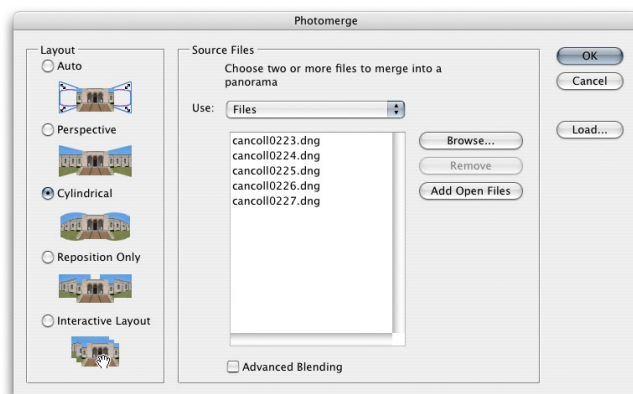 Photomerge
Layout
Auto
Perspective
Cylindrical
Reposition Only
Interactive Layout
Source Files
Choose two or more files to merge into a
panorama
Use:
Files
cancoll0223.dng
cancoll0224.dng
cancoll0225.dng
cancoll0226.dng
cancoll0227.dng
Browse...
Remove
Add Open Files
Advanced Blending
OK
Cancel
Load...